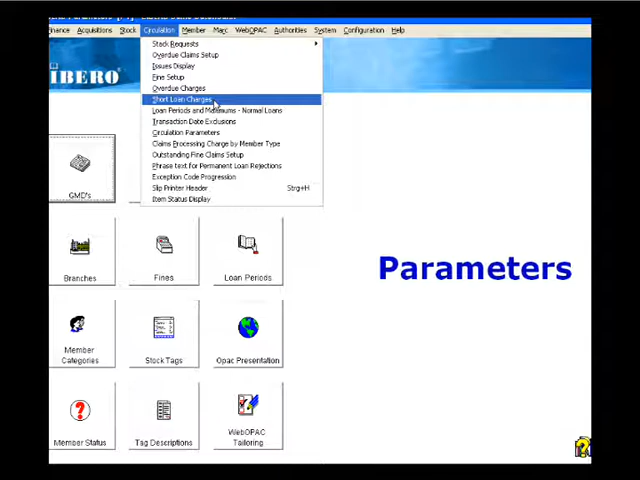 Parameters
Finance Acquisitions Stock Circulation Member Marc WebOPAC Authorities System Configuration Help
Stack Requests
Overdue Claims Setup
Issues Display
Fine Setup
Overdue Charges
Short Loan Charges
Loan Periods and Maximums - Normal Loans
Transaction Date Exclusions
Circulation Parameters
Claims Processing Charge by Member Type
Outstanding Fine Claims Setup
Phrase text for Permanent Loan Rejections
Exception Code Progression
Slip Printer Header Strg+H
Item Status Display
IBERO
GMD's
Branches Fines Loan Periods
Parameters
Member Categories
Stock Tags
Opac Presentation
Member Status
Tag Descriptions
WebOPAC
Tailoring